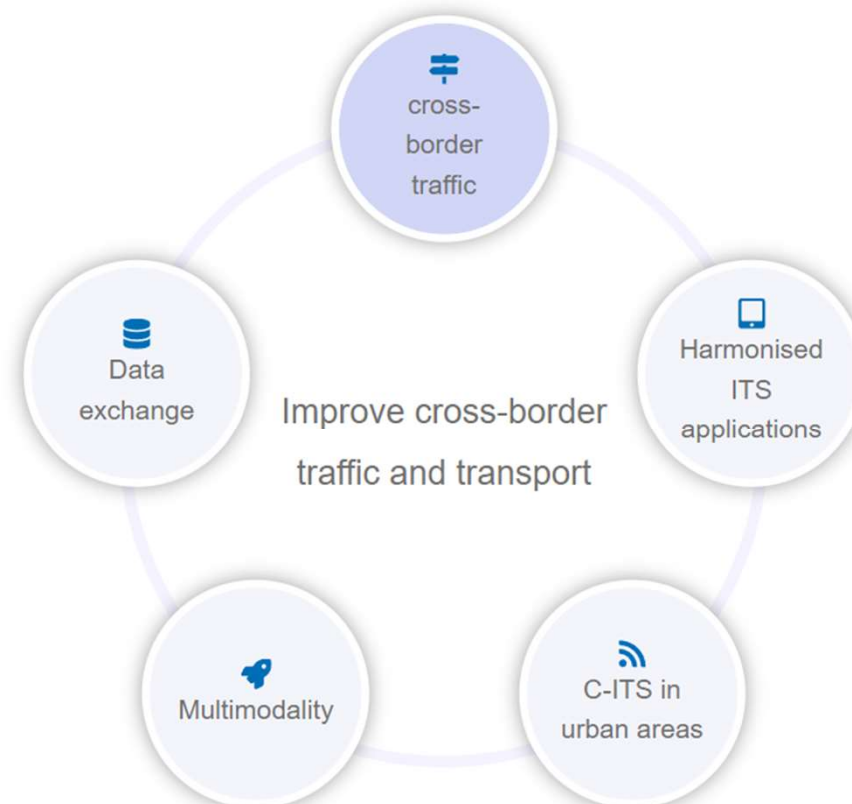 cross-
border
traffic
Harmonised
ITS
applications
Data
exchange
Improve cross-border
traffic and transport
C-ITS in
urban areas
Multimodality